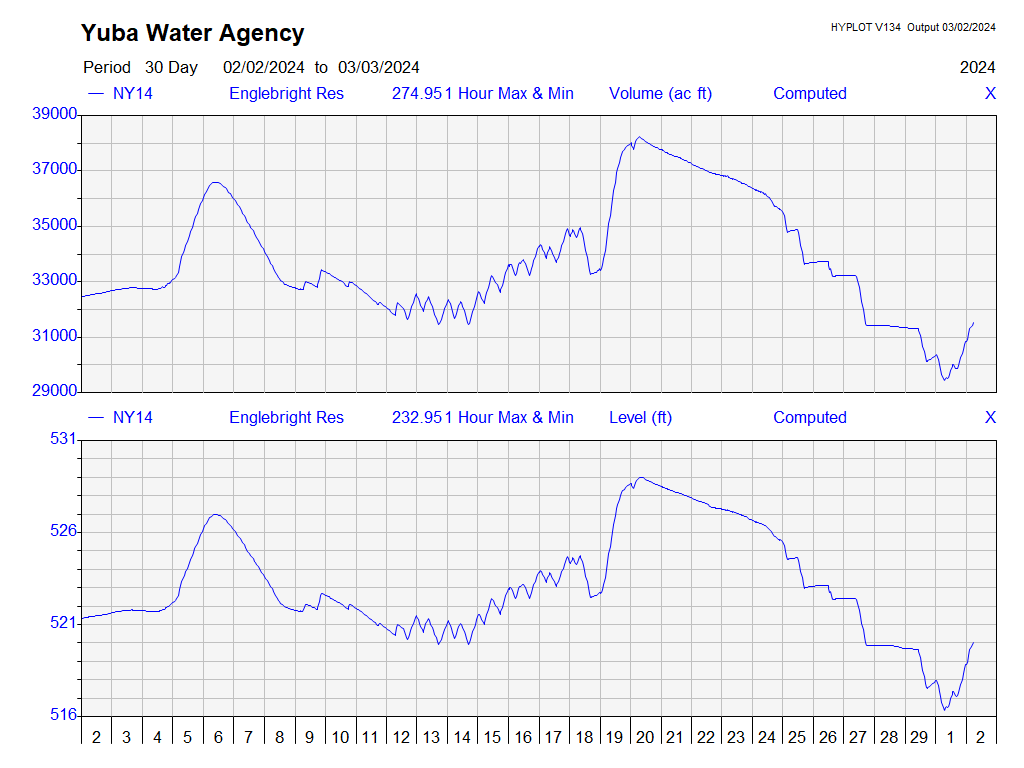 Yuba Water Agency
HYPLOT V134 Output 03/02/2024
Period 30 Day 02/02/2024 to 03/03/2024 2024
NY14 Englebright Res 274.951 Hour Max & Min Volume (ac ft) Computed X
39000
37000
35000
33000
31000
29000
NY14 Englebright Res 232.951 Hour Max & Min Level (ft) Computed X
531
526
521
516
2 3 4 5 6 7 8 9 10 11 12 13 14 15 16 17 18 19 20 21 22 23 24 25 26 27 28 29 1 2